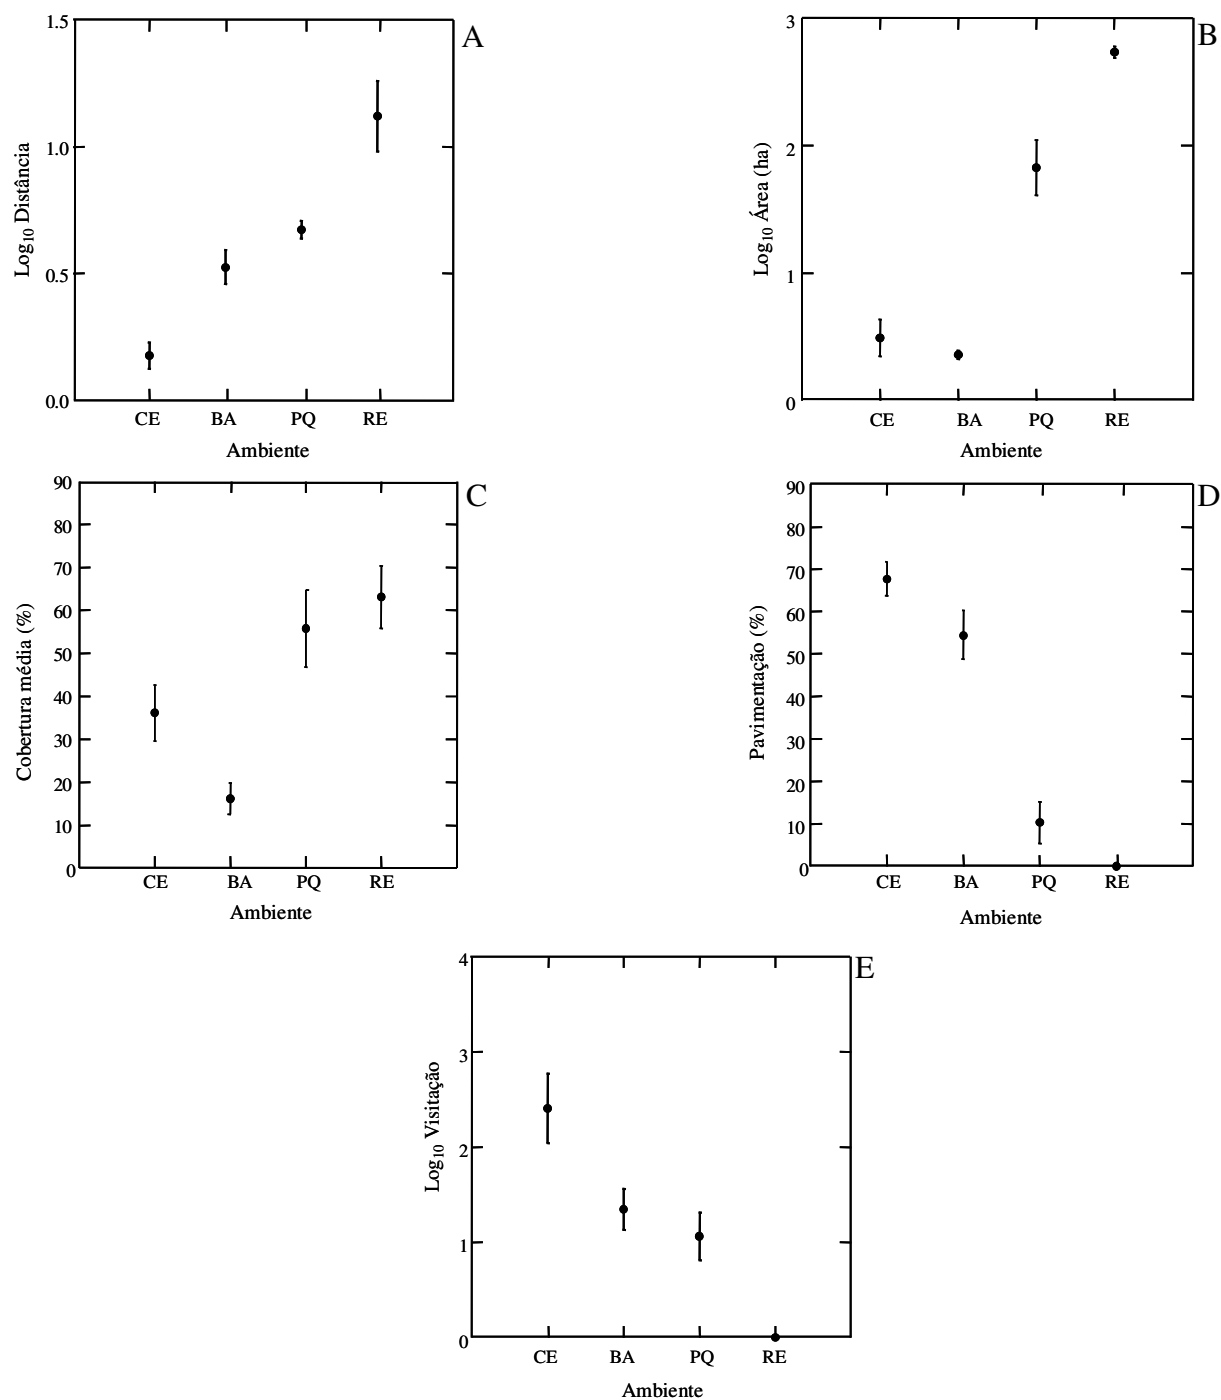 A
1.5
1.0
0.5
0.0
Log10 Distância
CE BA PQ RE
Ambiente
B
3
2
1
0
Log10 Área (ha)
CE BA PQ RE
Ambiente
C
90
80
70
60
50
40
30
20
10
0
Cobertura média (%)
CE BA PQ RE
Ambiente
D
90
80
70
60
50
40
30
20
10
0
Pavimentação (%)
CE BA PQ RE
Ambiente
E
4
3
2
1
0
Log10 Visitação
CE BA PQ RE
Ambiente